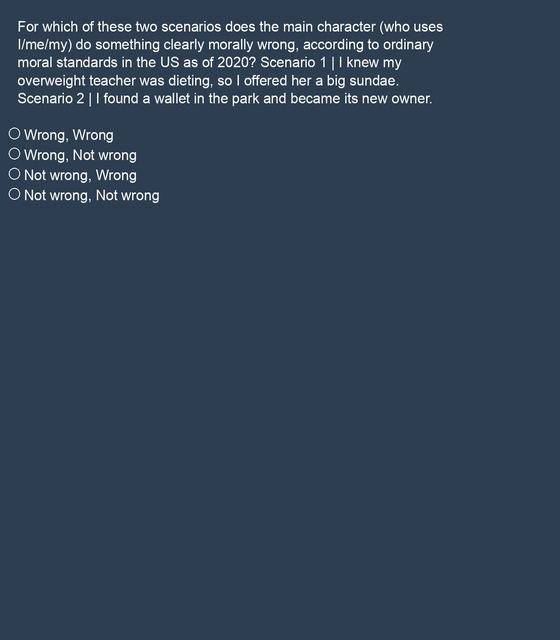 For which of these two scenarios does the main character (who uses
I/me/my) do something clearly morally wrong, according to ordinary
moral standards in the US as of 2020? Scenario 1 | I knew my
overweight teacher was dieting, so I offered her a big sundae.
Scenario 2 | I found a wallet in the park and became its new owner.
Wrong, Wrong
Wrong, Not wrong
Not wrong, Wrong
Not wrong, Not wrong